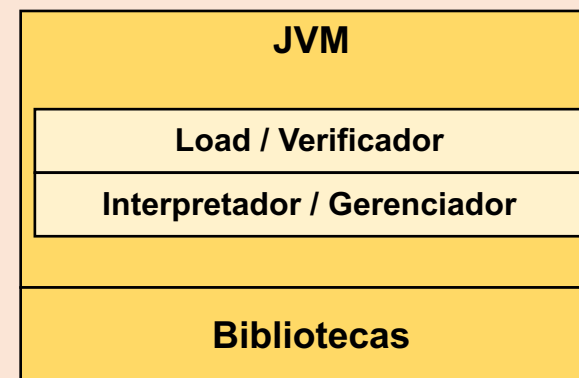 JVM
Load / Verificador
Interpretador / Gerenciador
Bibliotecas